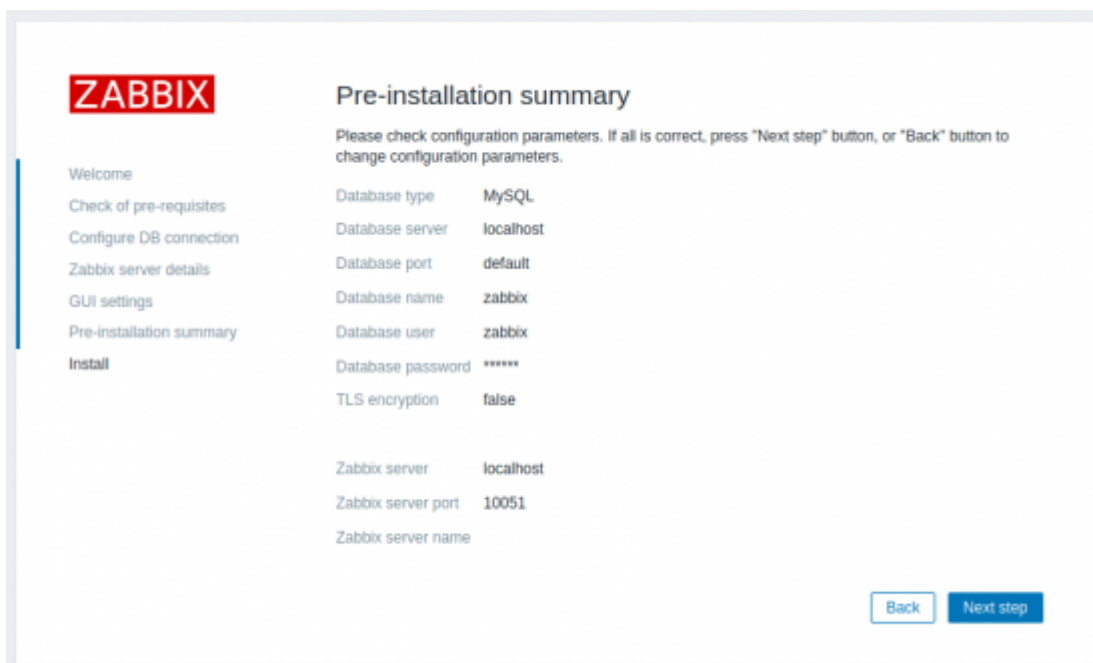 ZABBIX
Welcome
Check of pre-requisites
Configure DB connection
Zabbix server details
GUI settings
Pre-installation summary
Install
Pre-installation summary
Please check configuration parameters. If all is correct, press "Next step" button, or "Back" button to
change configuration parameters.
Database type MySQL
Database server localhost
Database port default
Database name zabbix
Database user zabbix
Database password ******
TLS encryption false
Zabbix server localhost
Zabbix server port 10051
Zabbix server name
Back Next step